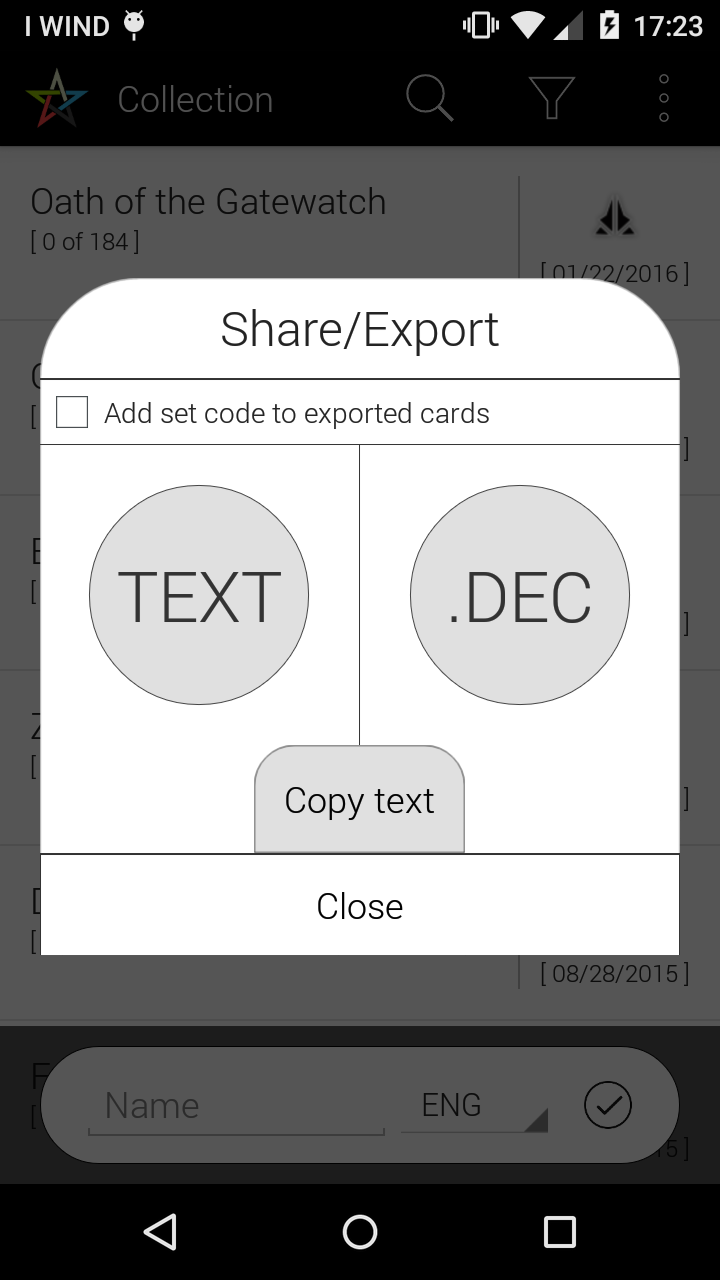 I WIND 17:23
Collection
Oath of the Gatewatch
[ 0 of 184 ]
[ 01/22/2016 ]
Share/Export
Add set code to exported cards
TEXT .DEC
Copy text
Close
[ 08/28/2015 ]
Name ENG